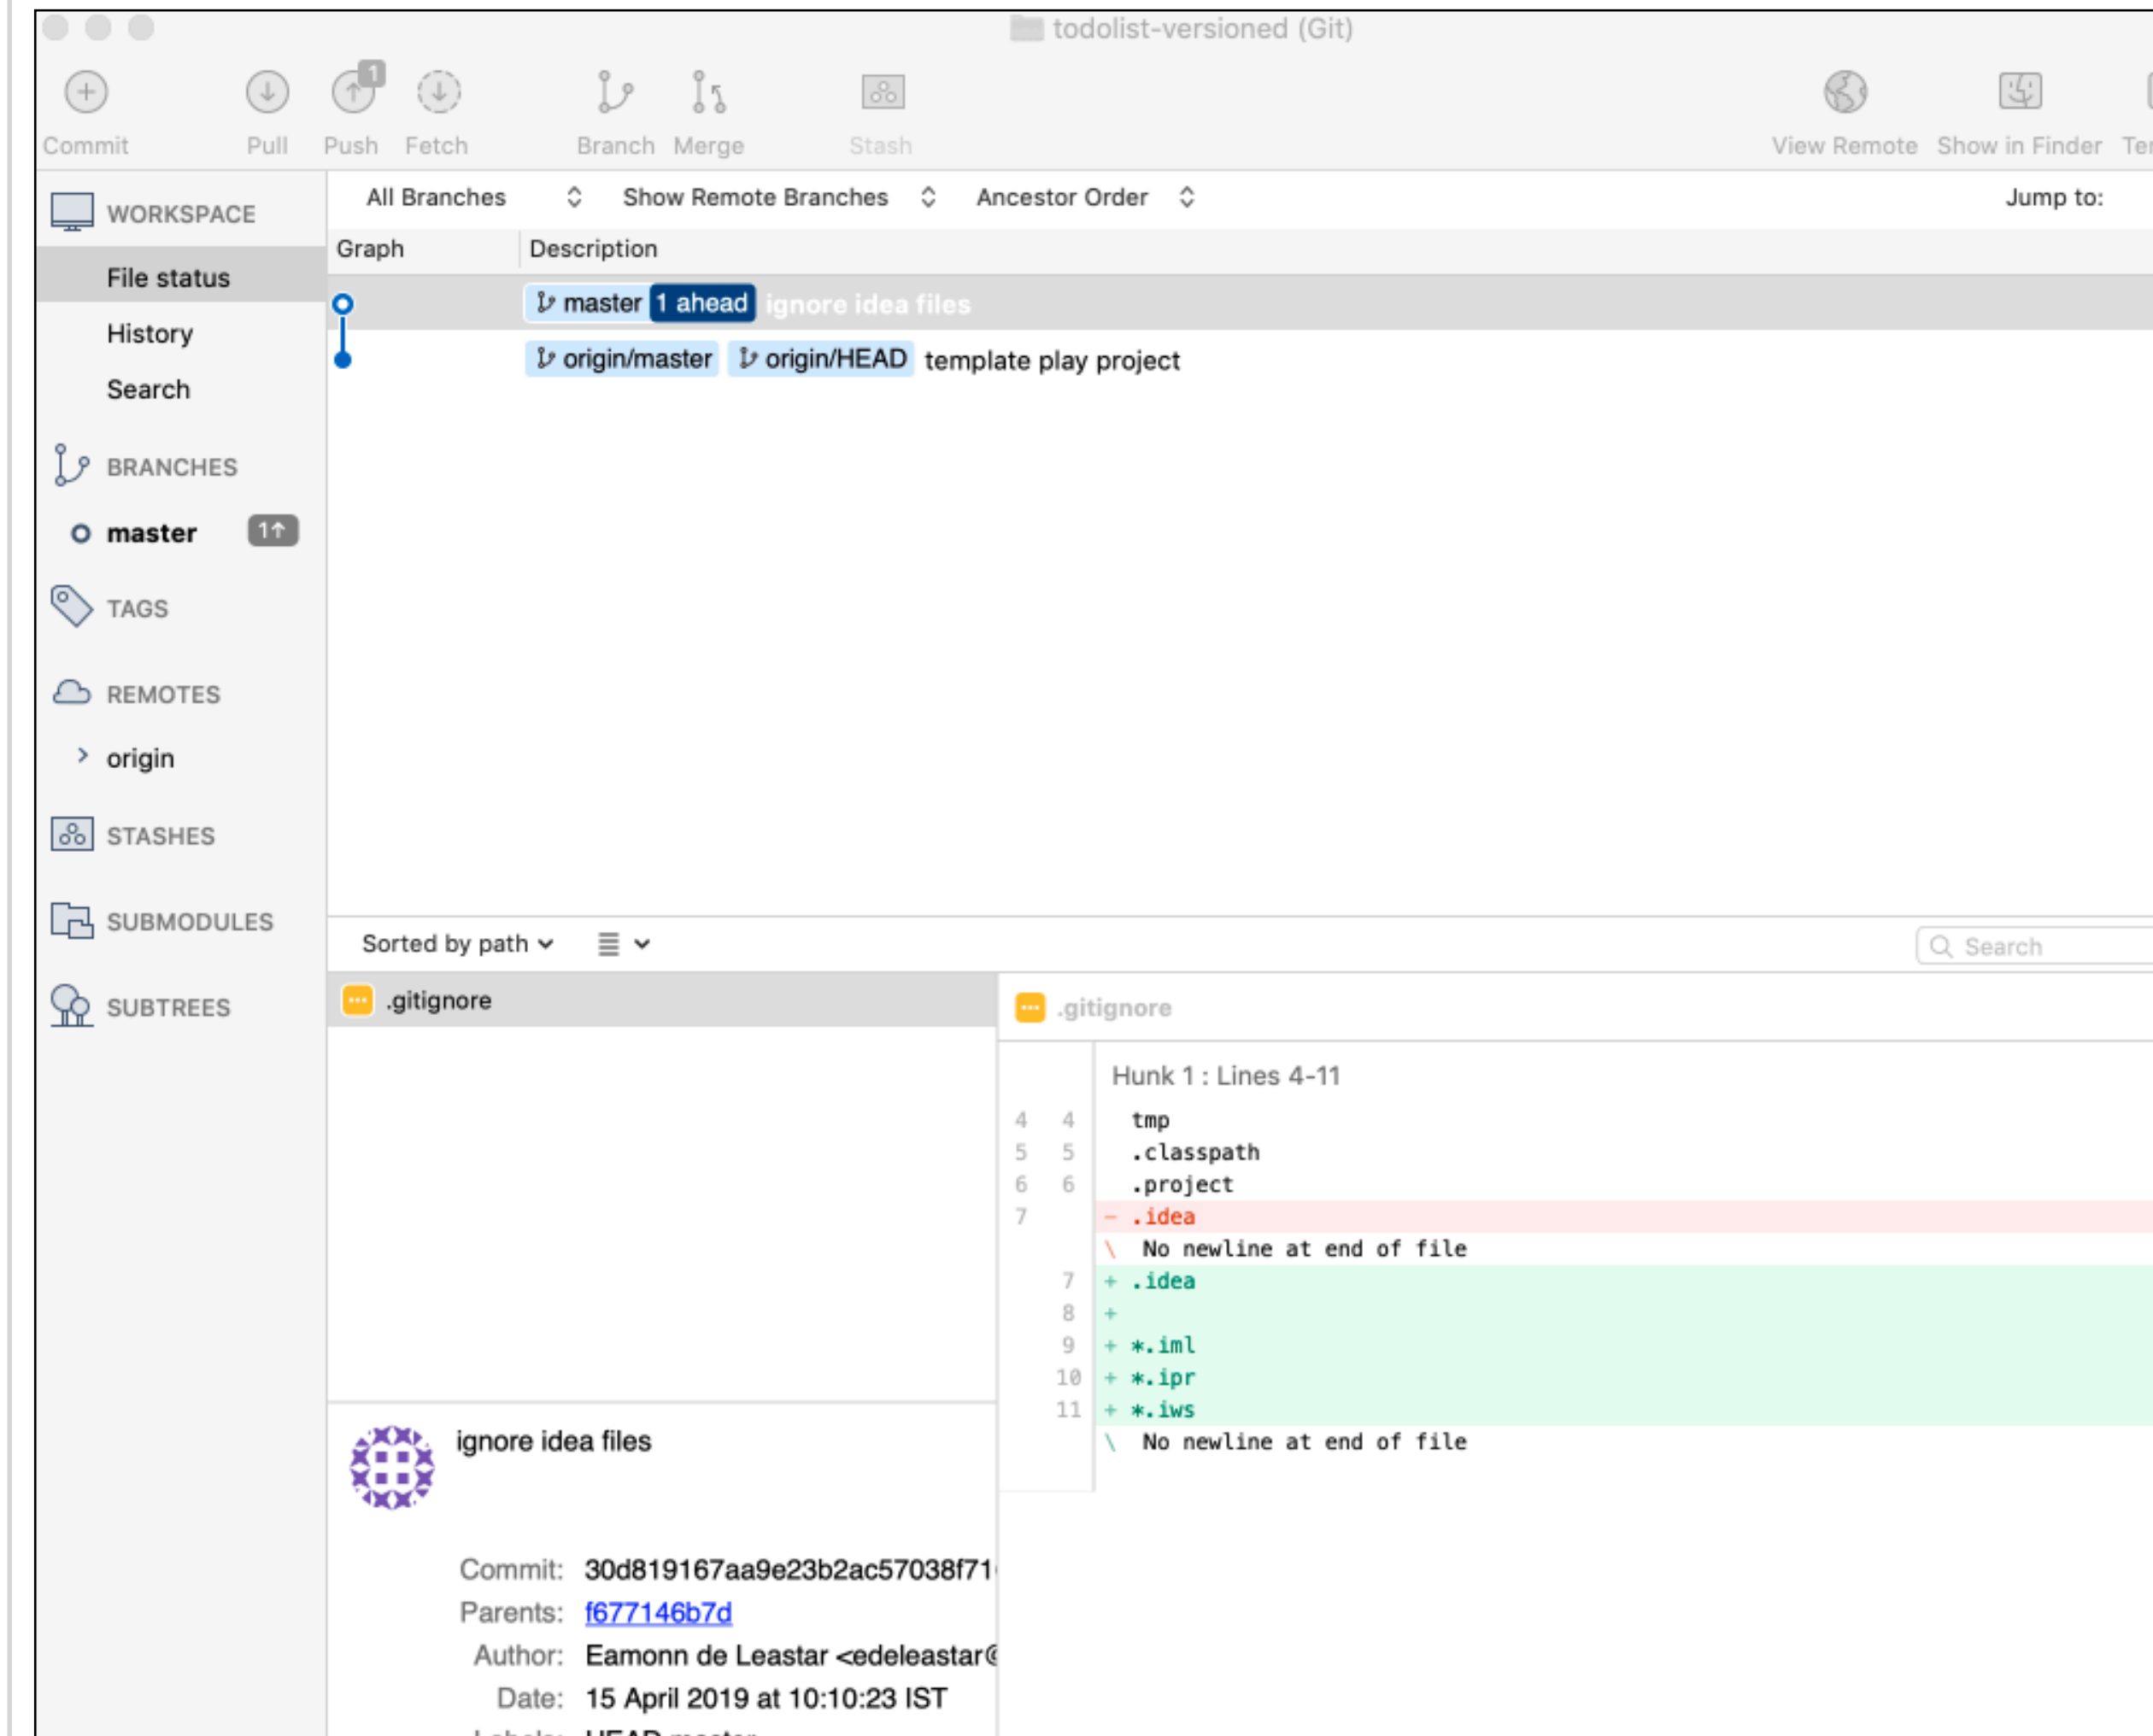 todolist-versioned (Git)
1
Commit Pull Push Fetch Branch Merge Stash View Remote Show in Finder
WORKSPACE
File status
History
Search
BRANCHES
master 1↑
TAGS
REMOTES
> origin
STASHES
SUBMODULES
SUBTREES
All Branches Show Remote Branches Ancestor Order Jump to:
Graph Description
master 1 ahead ignore idea files
origin/master origin/HEAD template play project
Sorted by path Search
.gitignore
ignore idea files
Commit: 30d819167aa9e23b2ac57038f71
Parents: f677146b7d
Author: Eamonn de Leastar <edeleastar@
Date: 15 April 2019 at 10:10:23 IST
.gitignore
Hunk 1 : Lines 4-11
4 4 tmp
5 5 .classpath
6 6 .project
7 - .idea
\ No newline at end of file
7 + .idea
8 +
9 + *.iml
10 + *.ipr
11 + *.iws
\ No newline at end of file